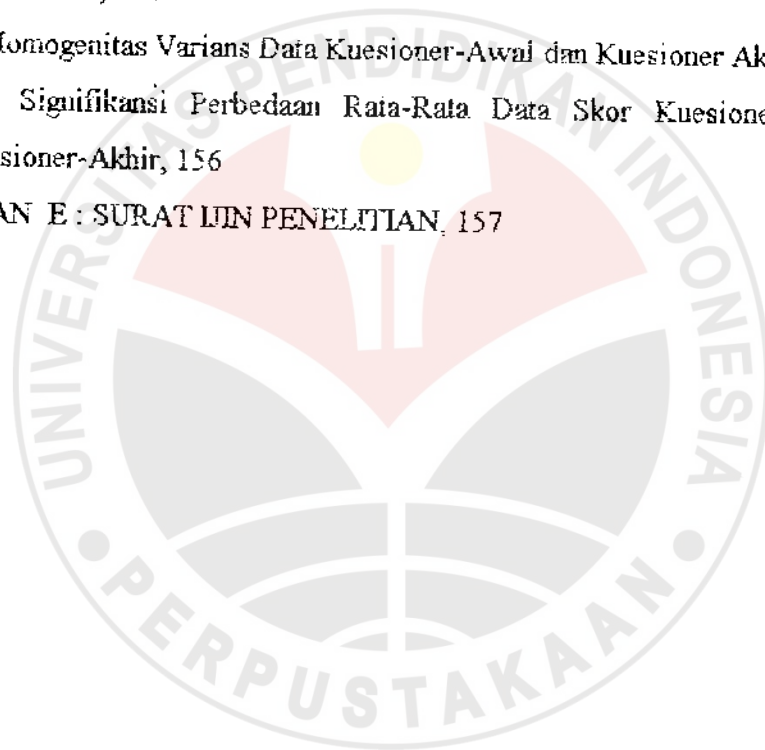 Homogenitas Varians Data Kuesioner-Awal dan Kuesioner Ak
Signifikansi Perbedaan Rata-Rata Data Skor Kuesione
sioner-Akhir, 156
AN E : SURAT IJIN PENELITIAN, 157
UNIVERSITAS PENDIDIKAN INDONESIA
PERPUSTAKAAN